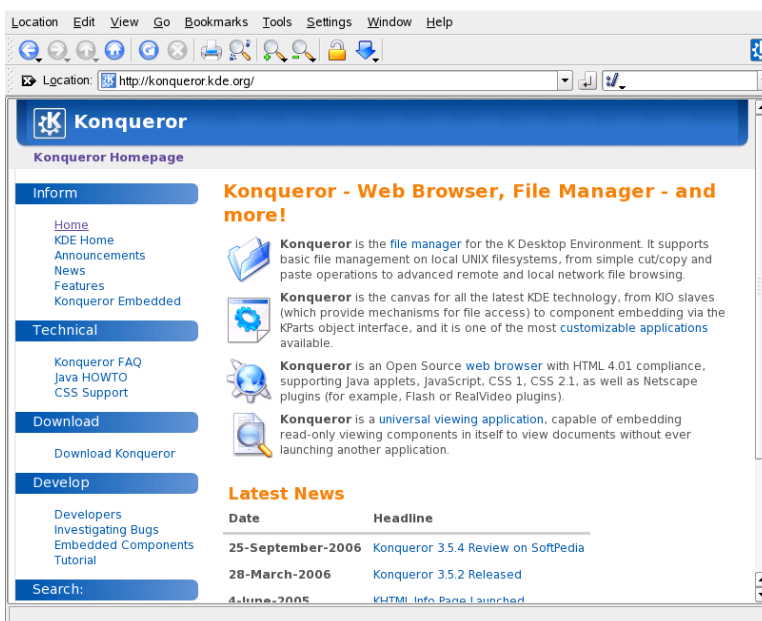 Location Edit View Go Bookmarks Tools Settings Window Help
Location: http://konqueror.kde.org/
Konqueror
Konqueror Homepage
Inform
Home
KDE Home
Announcements
News
Features
Konqueror Embedded
Technical
Konqueror FAQ
Java HOWTO
CSS Support
Download
Download Konqueror
Develop
Developers
Investigating Bugs
Embedded Components
Tutorial
Search:
Konqueror - Web Browser, File Manager - and
more!
Konqueror is the file manager for the K Desktop Environment. It supports
basic file management on local UNIX filesystems, from simple cut/copy and
paste operations to advanced remote and local network file browsing.
Konqueror is the canvas for all the latest KDE technology, from KIO slaves
(which provide mechanisms for file access) to component embedding via the
KParts object interface, and it is one of the most customizable applications
available.
Konqueror is an Open Source web browser with HTML 4.01 compliance,
supporting Java applets, JavaScript, CSS 1, CSS 2.1, as well as Netscape
plugins (for example, Flash or RealVideo plugins).
Konqueror is a universal viewing application, capable of embedding
read-only viewing components in itself to view documents without ever
launching another application.
Latest News
Date Headline
25-September-2006 Konqueror 3.5.4 Review on SoftPedia
28-March-2006 Konqueror 3.5.2 Released
4-June-2005 KHTML Info Page Launched